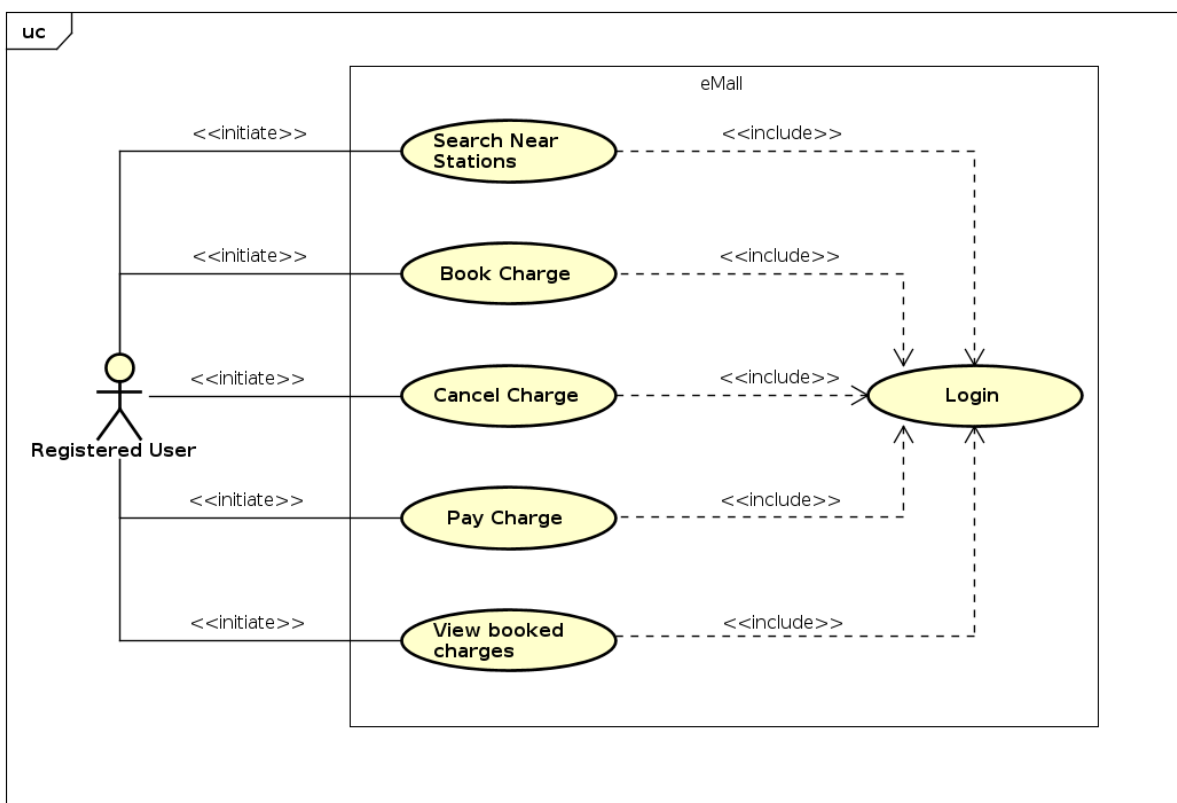 uc
eMall
<<initiate>>
<<include>>
Search Near
Stations
<<initiate>>
<<include>>
Book Charge
<<initiate>>
<<include>>
Cancel Charge
Login
Registered User
<<initiate>>
<<include>>
Pay Charge
<<initiate>>
<<include>>
View booked
charges